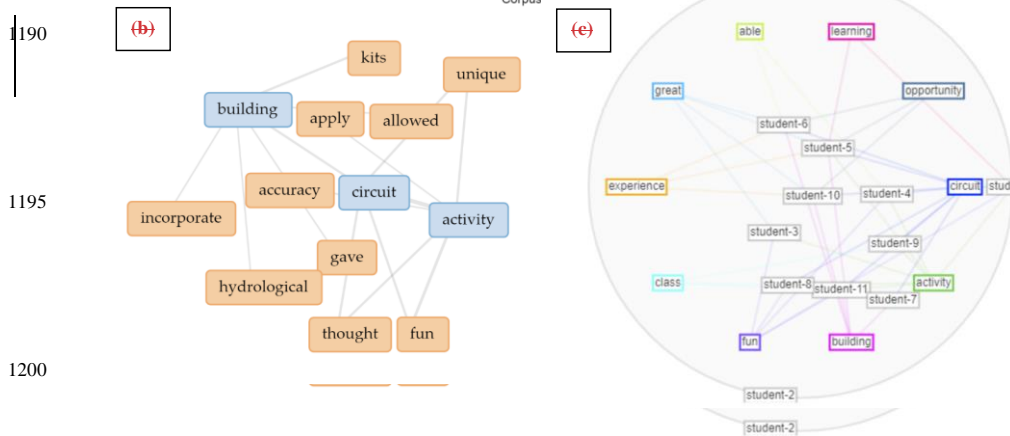 Corpus
1190
(b)
(c)
kits
unique
building
apply
allowed
accuracy
circuit
1195
incorporate
activity
gave
hydrological
thought
fun
1200
able
learning
great
opportunity
student-6
student-5
experience
student-10
student-4
circuit
stud
student-3
student-9
class
student-8
student-11
activity
student-7
fun
building
student-2
student-2